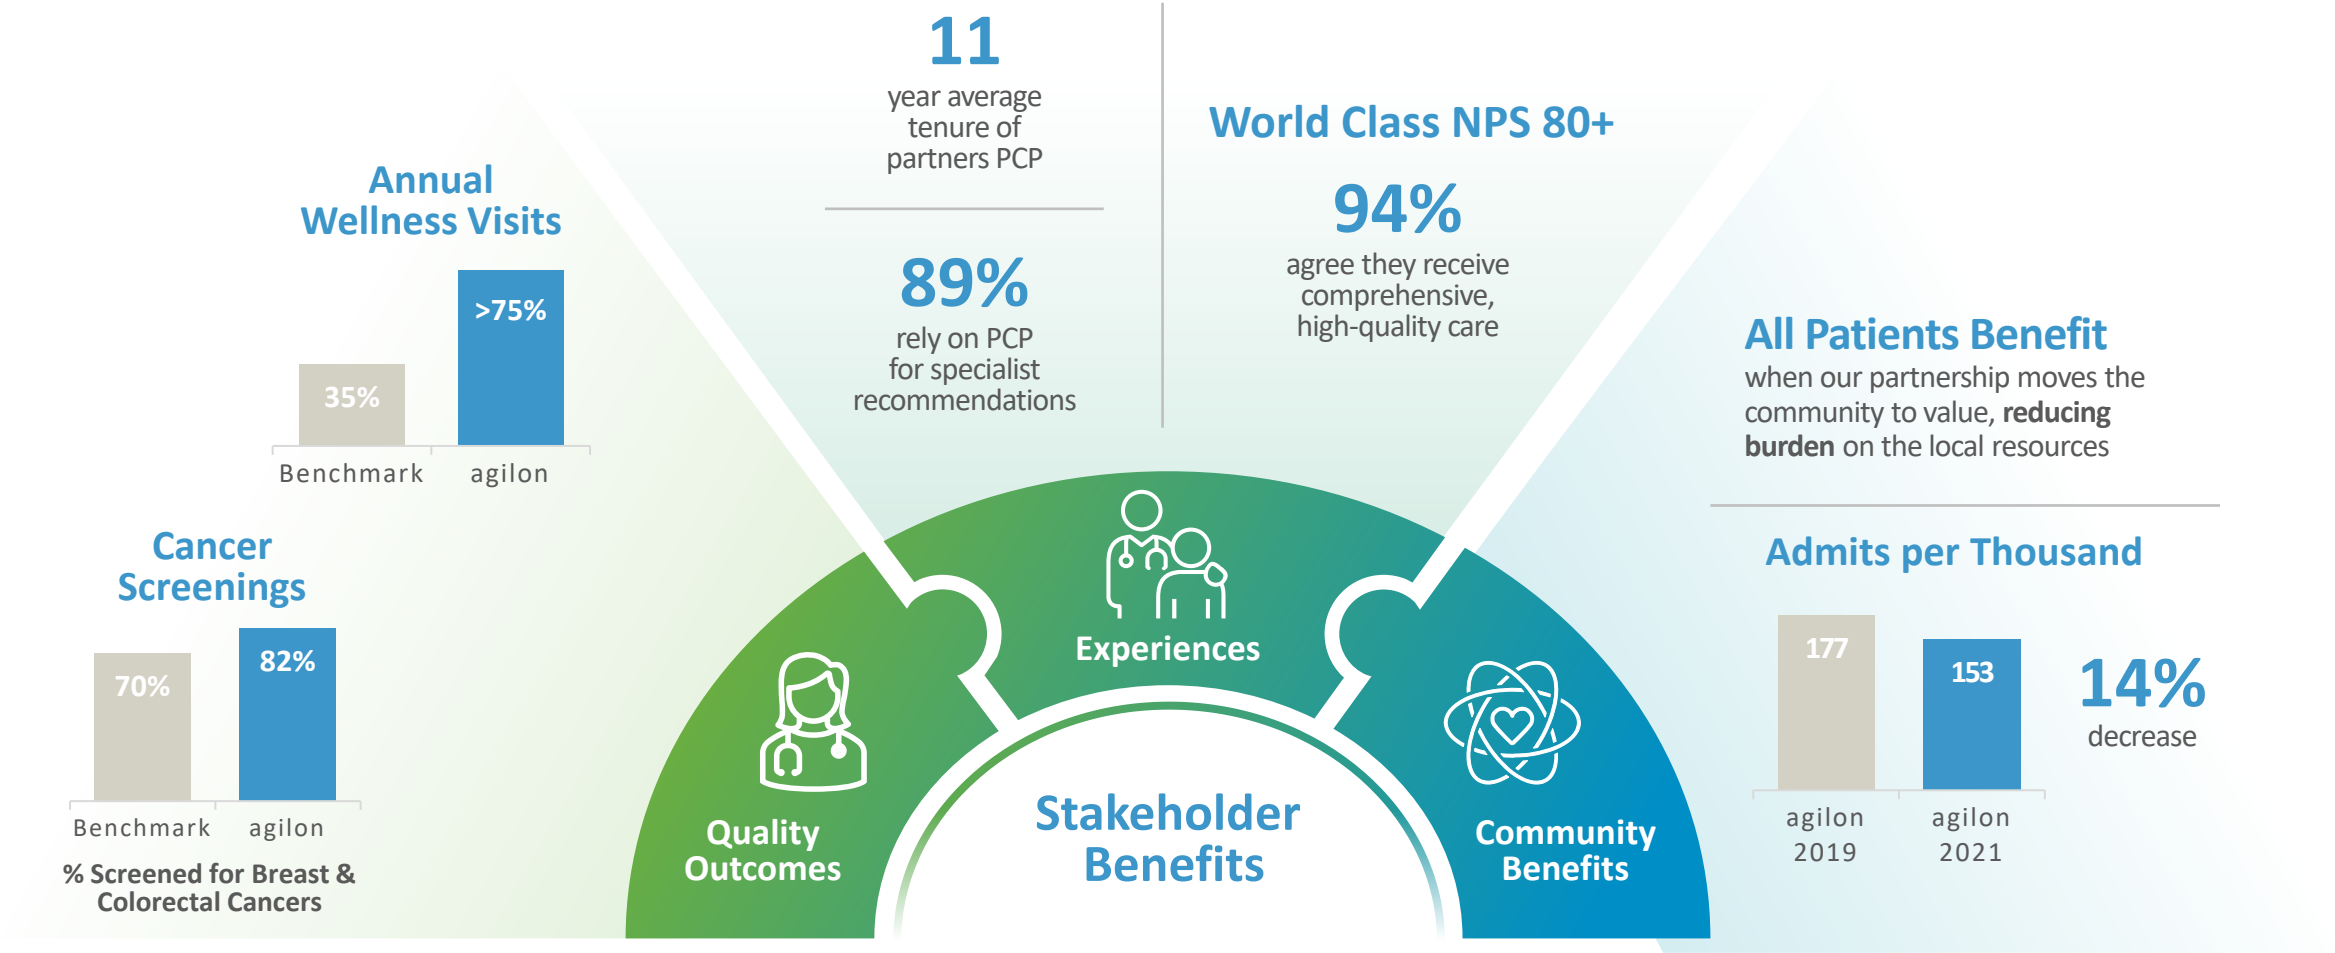 Annual
Wellness Visits
>75%
35%
Benchmark
agilon
Cancer
Screenings
70%
82%
Benchmark
agilon
% Screened for Breast &
Colorectal Cancers
11
year average
tenure of
partners PCP
89%
rely on PCP
for specialist
recommendations
World Class NPS 80+
94%
agree they receive
comprehensive,
high-quality care
All Patients Benefit
when our partnership moves the
community to value, reducing
burden on the local resources
Admits per Thousand
177
153
14%
decrease
agilon
2019
agilon
2021
Quality
Outcomes
Experiences
Community
Benefits
Stakeholder
Benefits